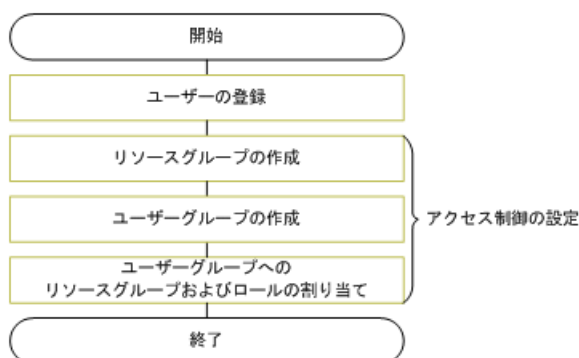 開始
ユーザーの登録
リソースグループの作成
ユーザーグループの作成
アクセス制御の設定
ユーザーグループへの
リソースグループおよびロールの割り当て
終了